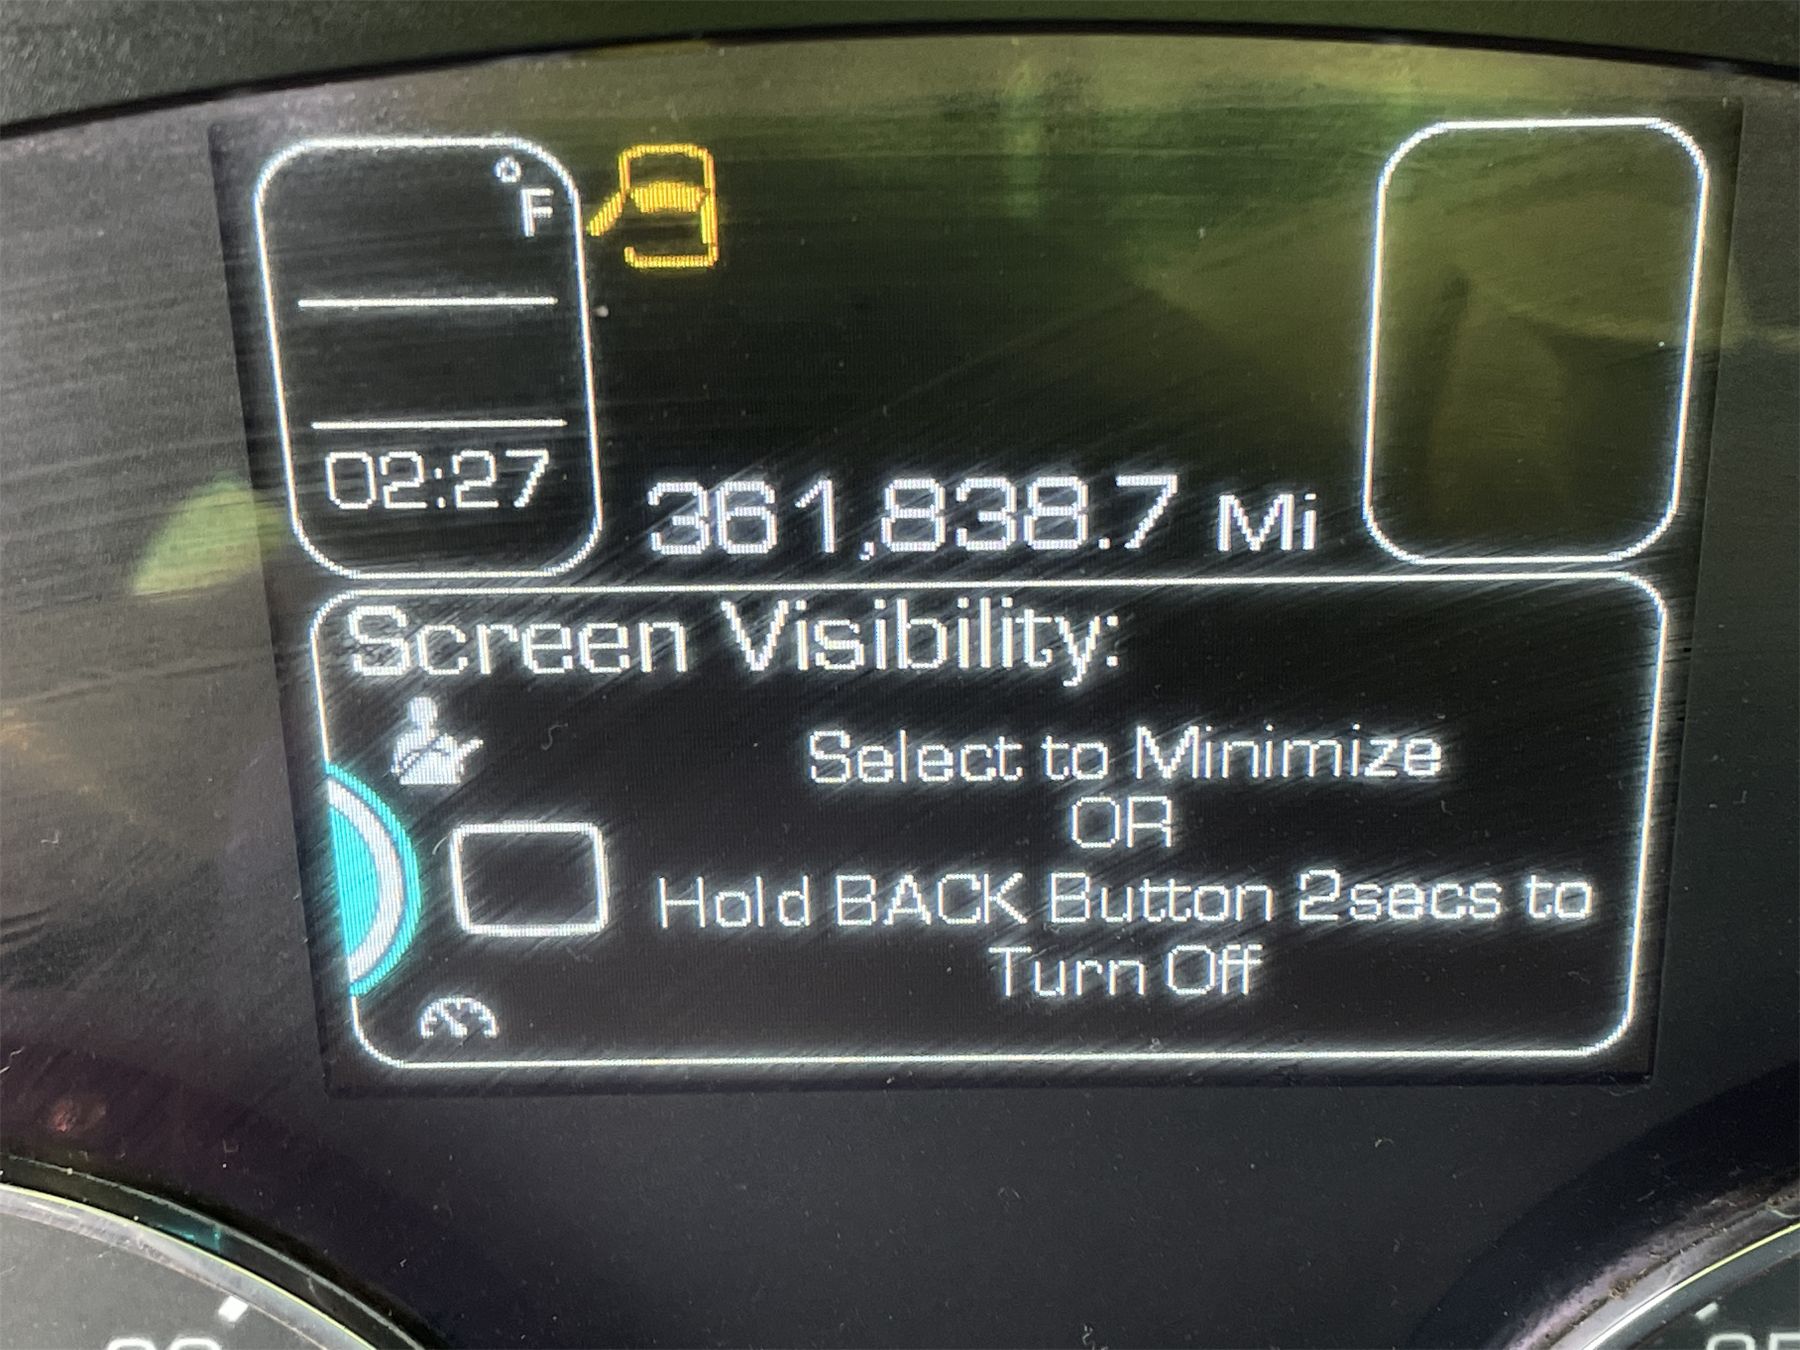 °F
02:27
361,838.7 Mi
Screen Visibility:
Select to Minimize
OR
Hold BACK Button 2secs to
Turn Off